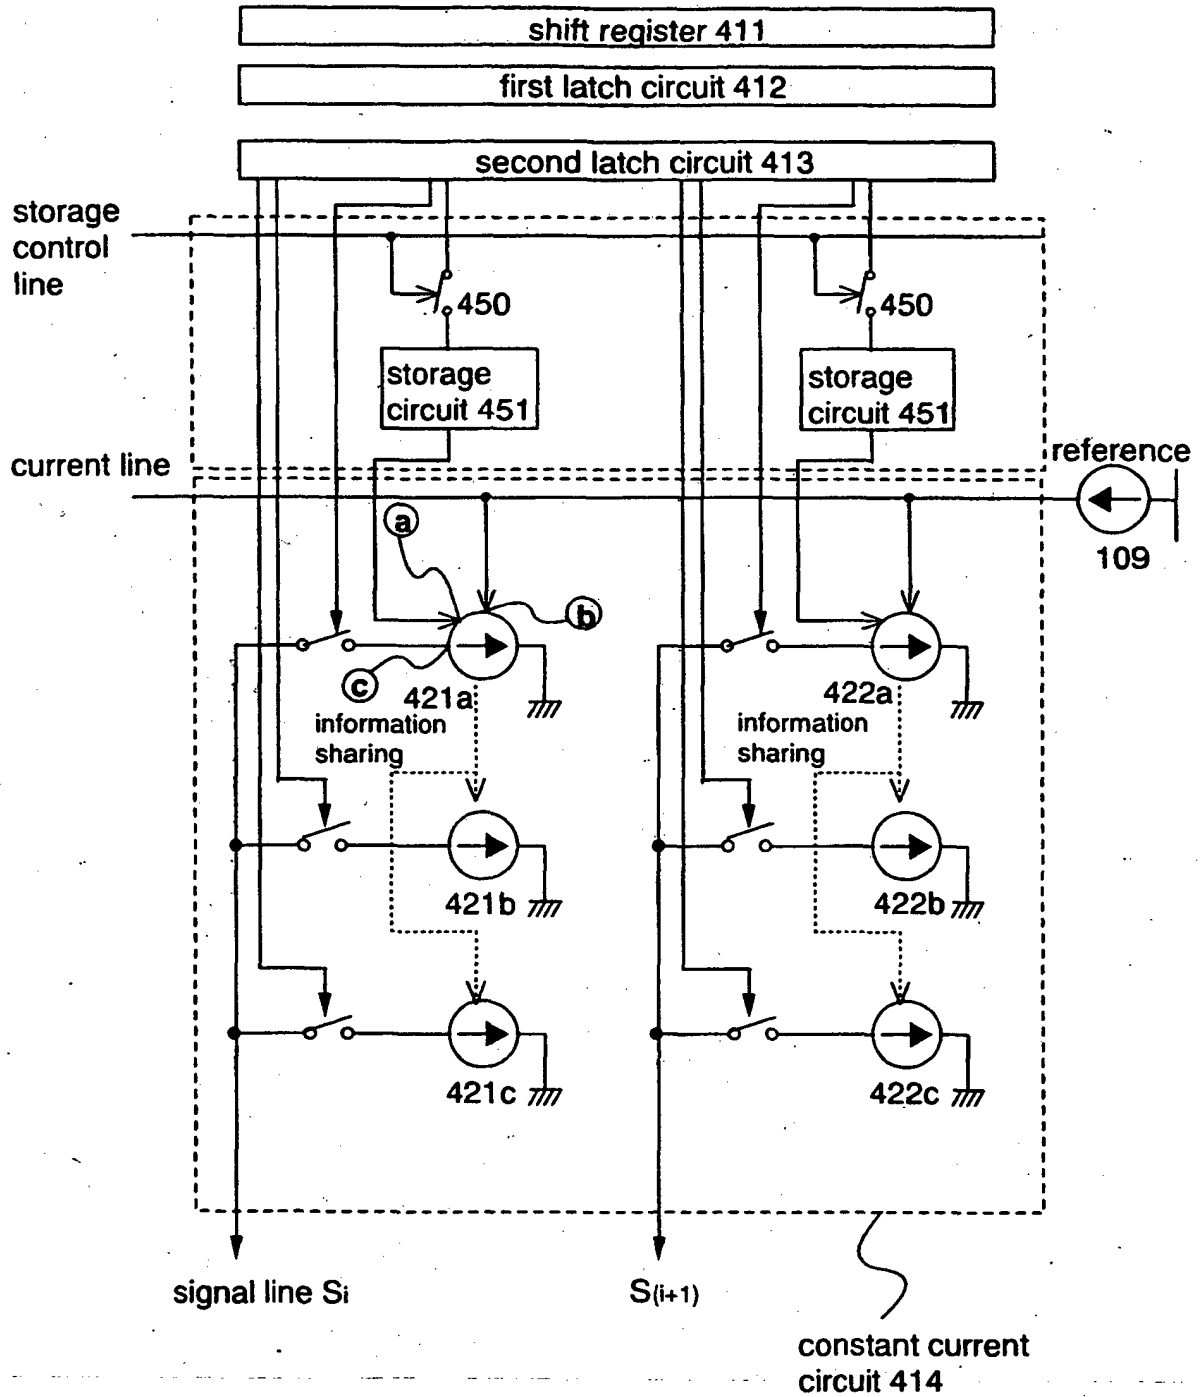 shift register 411
first latch circuit 412
second latch circuit 413
storage
control
line
450
450
storage
circuit 451
storage
circuit 451
current line
reference
109
a
b
c
421a
422a
information
sharing
information
sharing
421b
422b
421c
422c
signal line Si
S(i+1)
constant current
circuit 414